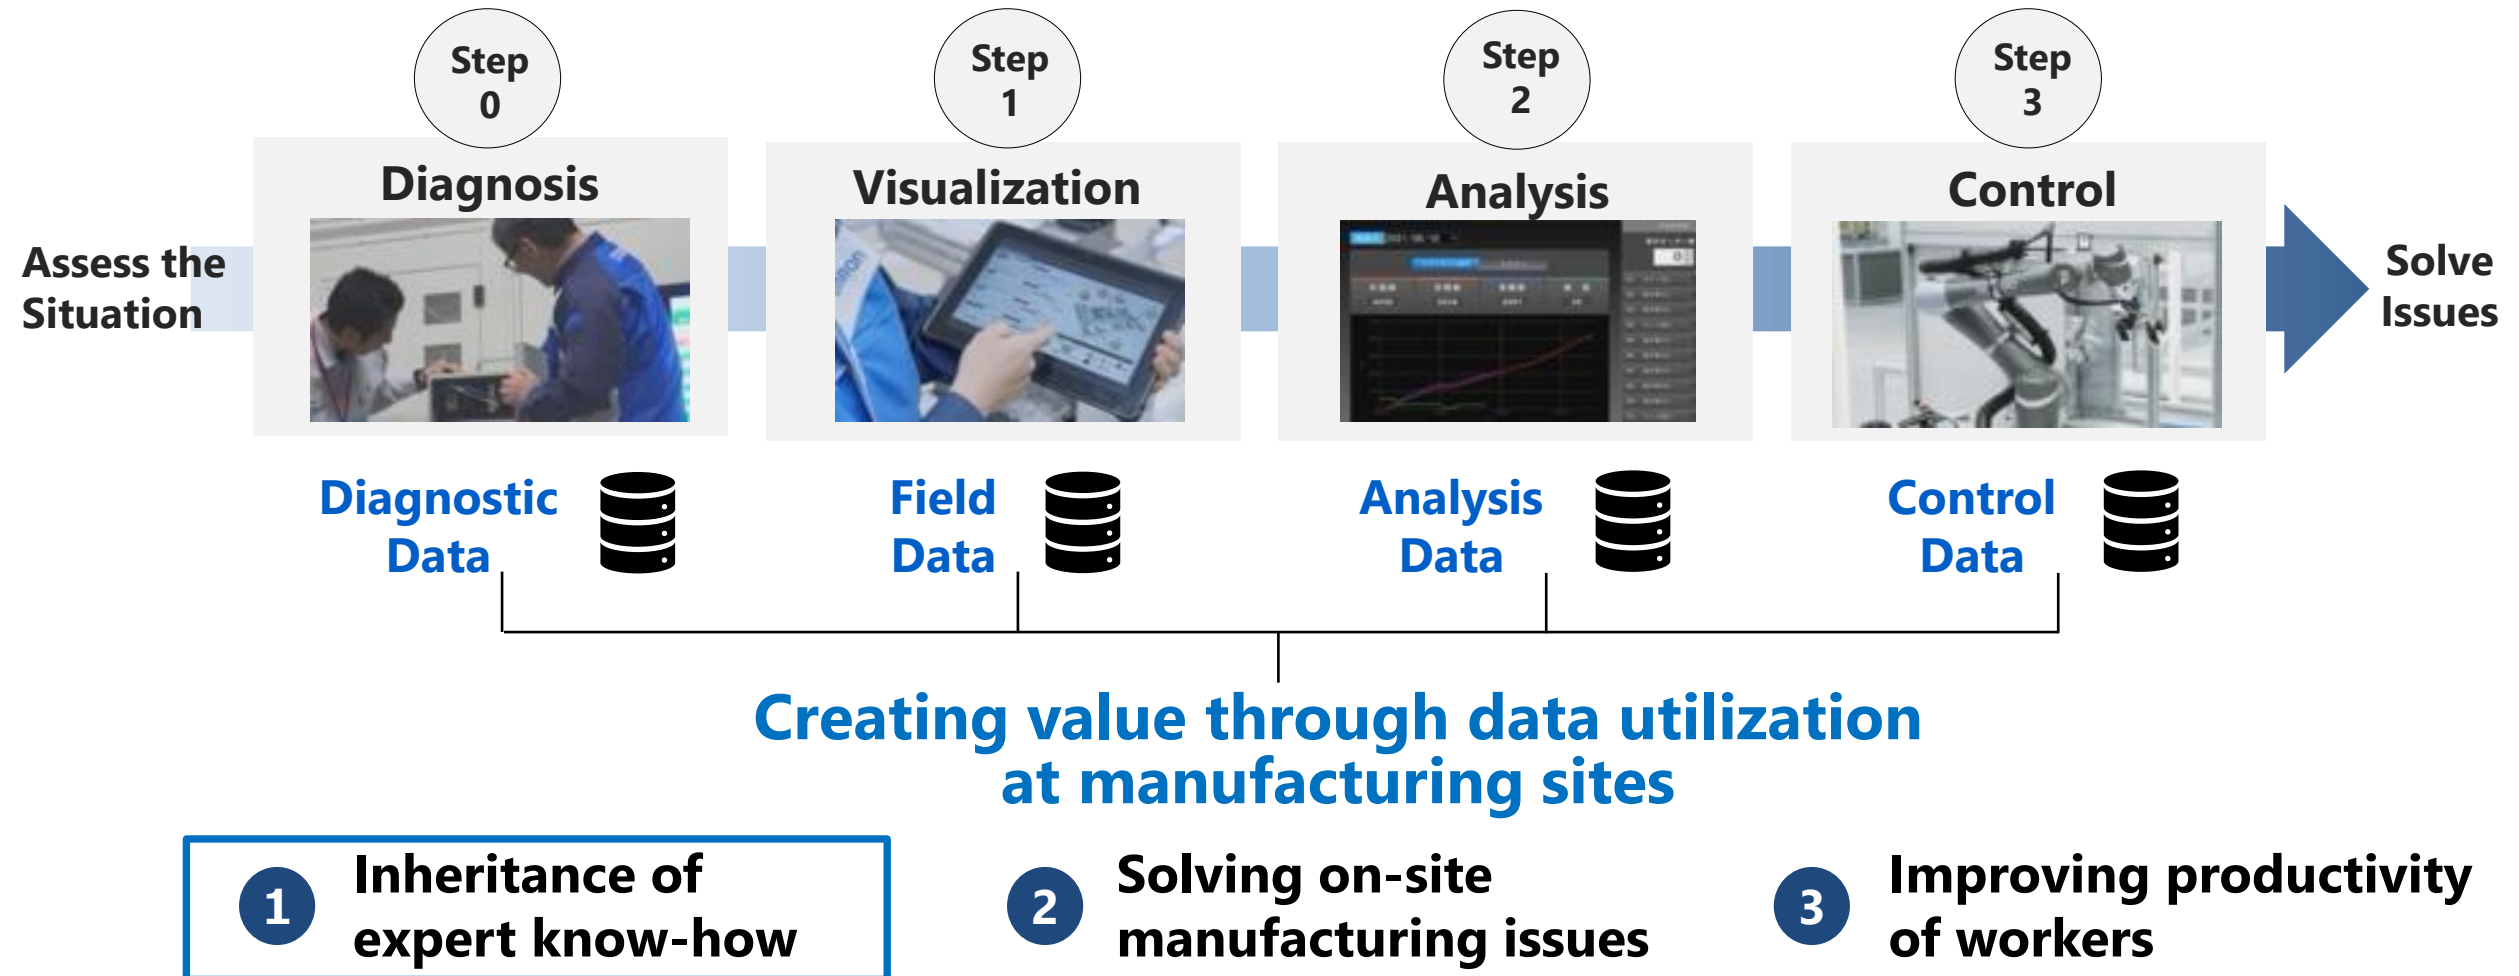 Step
0
Step
1
Step
2
Step
3
Diagnosis
Visualization
Analysis
Control
Assess the
Situation
Solve
Issues
Diagnostic
Data
Field
Data
Analysis
Data
Control
Data
Creating value through data utilization
at manufacturing sites
1
Inheritance of
expert know-how
2
Solving on-site
manufacturing issues
3
Improving productivity
of workers